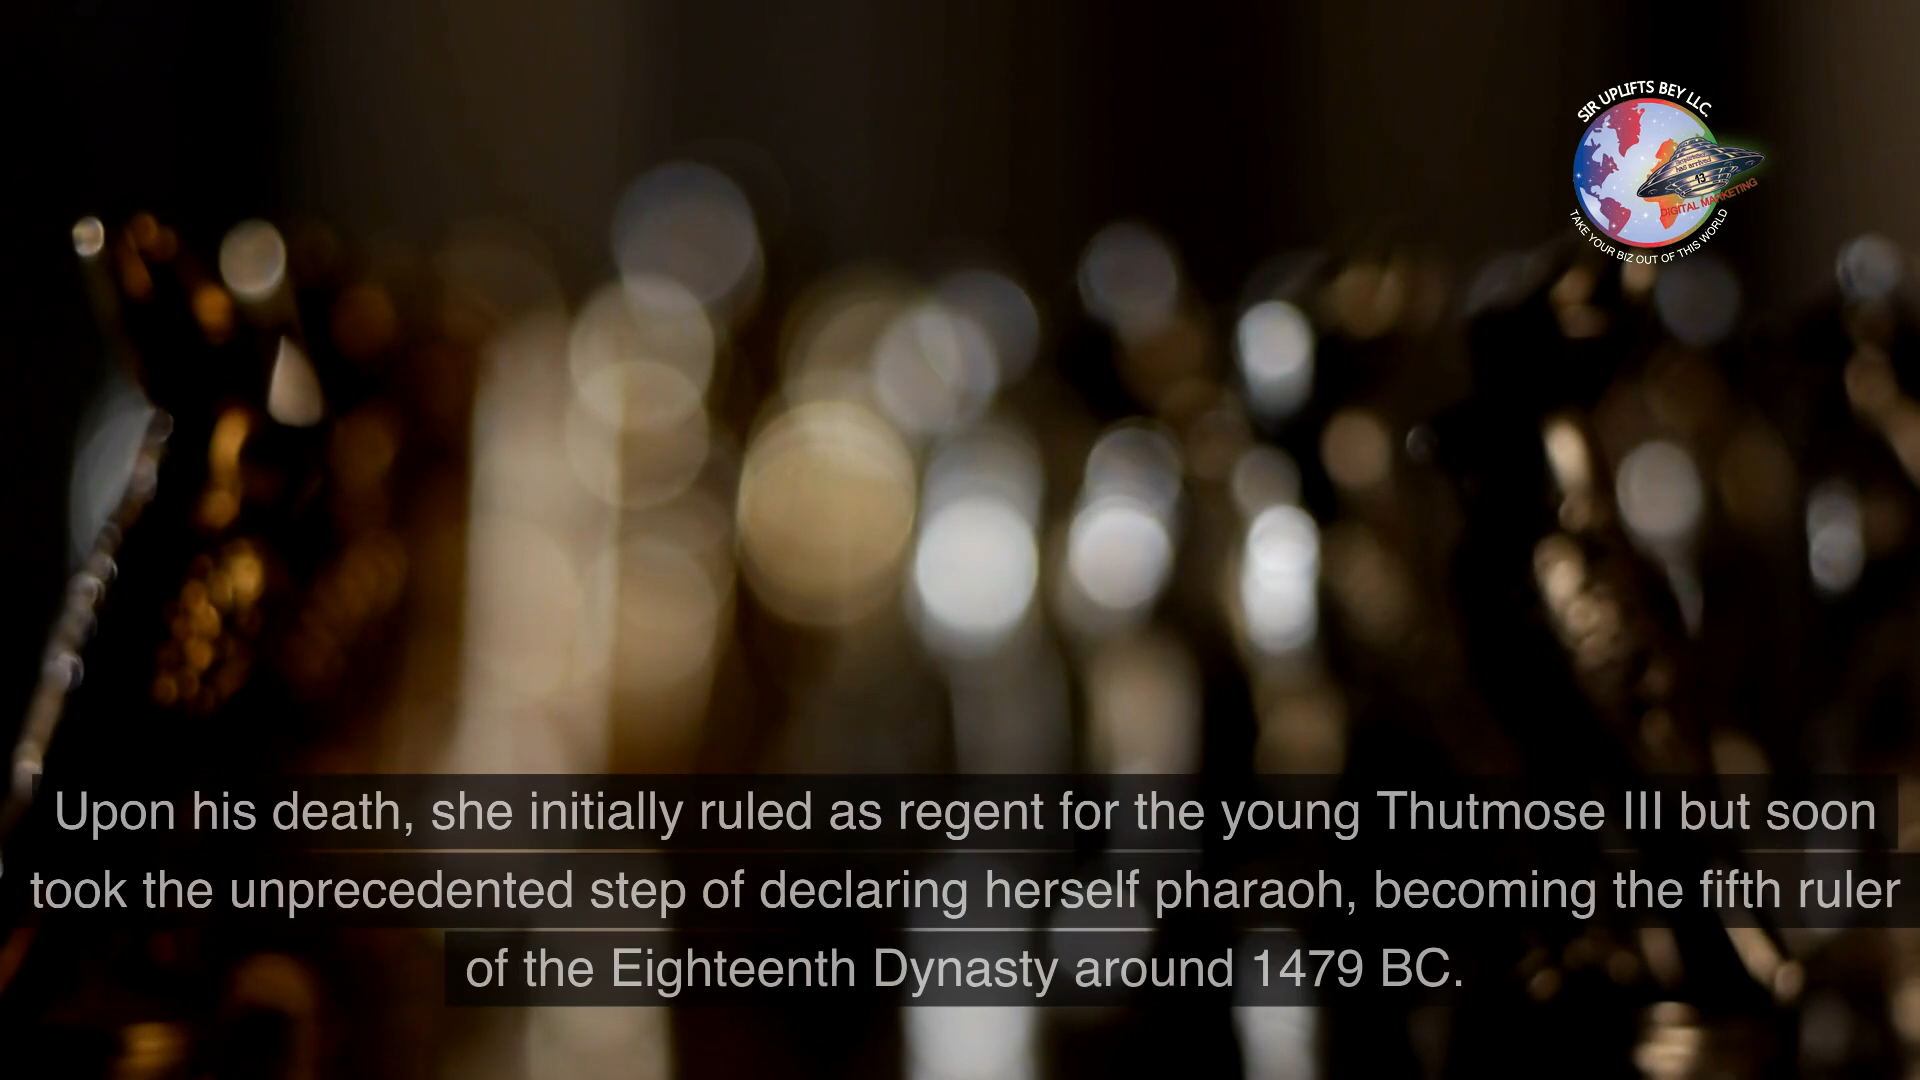 SIR UPLIFTS BEY LLC.
13
DIGITAL MARKETING
TAKE YOUR BIZ OUT OF THIS WORLD
Upon his death, she initially ruled as regent for the young Thutmose III but soon
took the unprecedented step of declaring herself pharaoh, becoming the fifth ruler
of the Eighteenth Dynasty around 1479 BC.